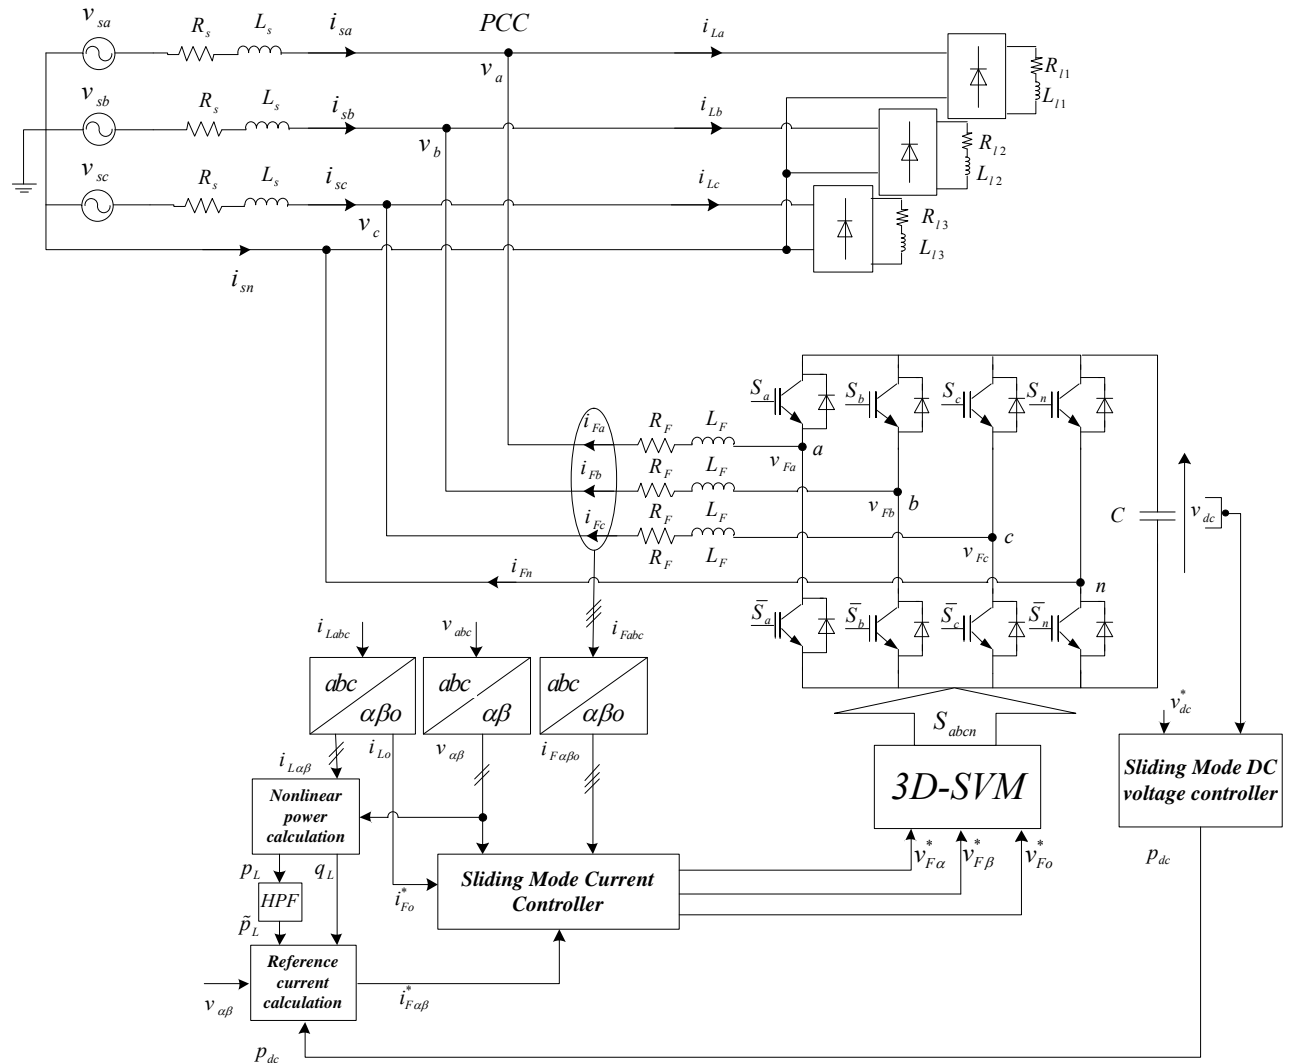 v_sa
R_s
L_s
i_sa
PCC
i_La
v_a
R_l1
L_l1
v_sb
R_s
L_s
i_sb
i_Lb
v_b
R_l2
L_l2
v_sc
R_s
L_s
i_sc
i_Lc
v_c
R_l3
L_l3
i_sn
S_a
S_b
S_c
S_n
i_Fa
R_F
L_F
v_Fa
a
i_Fb
R_F
L_F
v_Fb
b
i_Fc
R_F
L_F
v_Fc
c
C
v_dc
i_Fn
n
S̅_a
S̅_b
S̅_c
S̅_n
i_Labc
v_abc
i_Fabc
abc
αβo
abc
αβ
abc
αβo
i_Lαβ
i_Lo
v_αβ
i_Fαβo
S_abcn
v*_dc
Nonlinear
power
calculation
3D-SVM
Sliding Mode DC
voltage controller
p_L
q_L
v*_Fα
v*_Fβ
v*_Fo
p_dc
HPF
i*_Fo
Sliding Mode Current
Controller
p̃_L
Reference
current
calculation
v_αβ
i*_Fαβ
p_dc